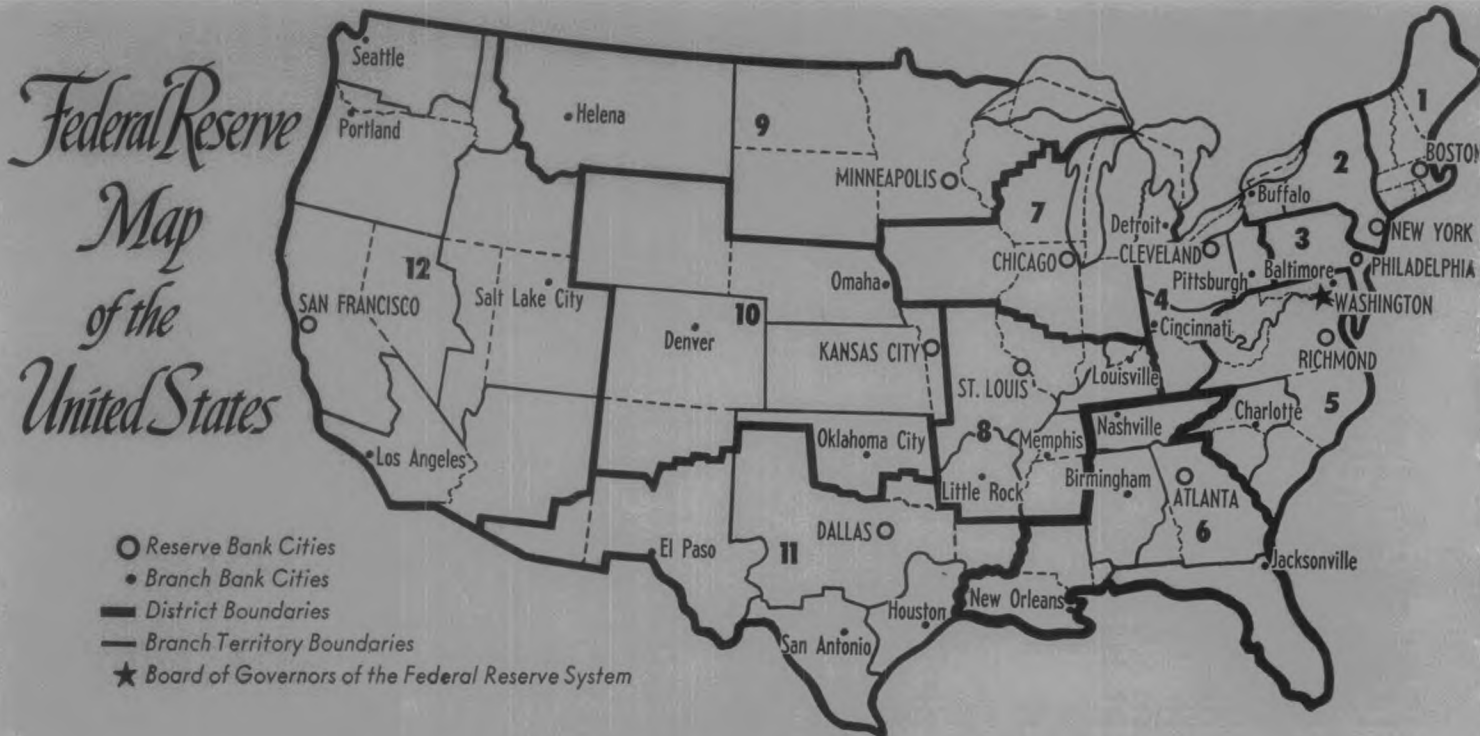 Federal Reserve
Map
of the
United States
Seattle
Portland
Helena
9
MINNEAPOLIS
1
BOSTON
2
Buffalo
NEW YORK
7
Detroit
CLEVELAND
3
PHILADELPHIA
CHICAGO
Pittsburgh
Baltimore
WASHINGTON
12
Salt Lake City
SAN FRANCISCO
Omaha
10
Denver
KANSAS CITY
4
Cincinnati
RICHMOND
ST. LOUIS
Louisville
5
Los Angeles
Oklahoma City
8
Memphis
Nashville
Charlotte
Little Rock
Birmingham
ATLANTA
6
El Paso
11
DALLAS
Jacksonville
Houston
New Orleans
San Antonio
Reserve Bank Cities
Branch Bank Cities
District Boundaries
Branch Territory Boundaries
Board of Governors of the Federal Reserve System